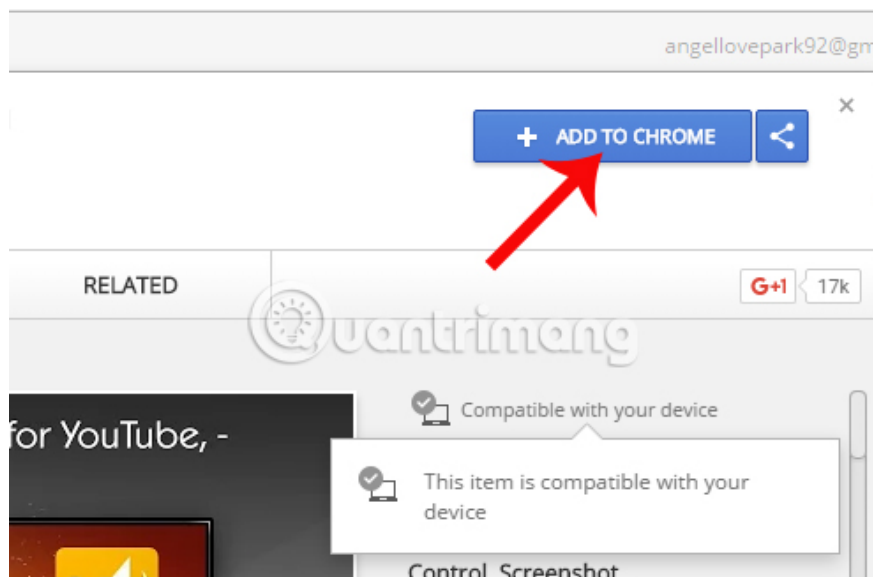 angellovepark92@gm
ADD TO CHROME
RELATED
G+1
17k
Quantrimang
Compatible with your device
for YouTube, -
This item is compatible with your
device
Control, Screenshot